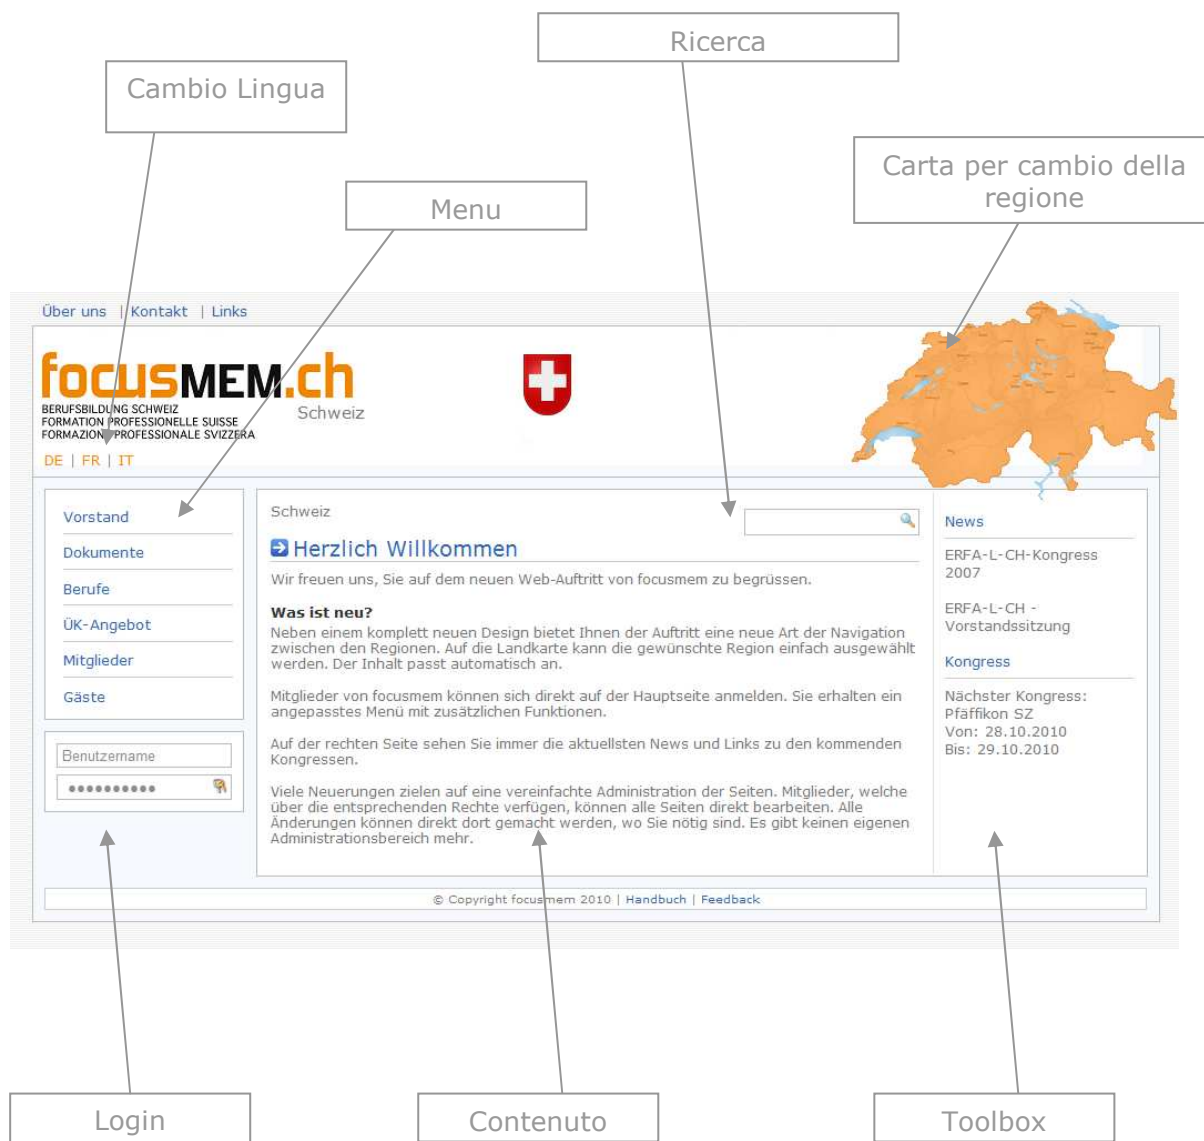 Ricerca
Cambio Lingua
Carta per cambio della
regione
Menu
Über uns | Kontakt | Links
focusMEM.ch
Schweiz
BERUFSBILDUNG SCHWEIZ
FORMATION PROFESSIONELLE SUISSE
FORMAZIONE PROFESSIONALE SVIZZERA
DE | FR | IT
Vorstand
Dokumente
Berufe
ÜK-Angebot
Mitglieder
Gäste
Benutzername
Schweiz
Herzlich Willkommen
Wir freuen uns, Sie auf dem neuen Web-Auftritt von focusmem zu begrüssen.
Was ist neu?
Neben einem komplett neuen Design bietet Ihnen der Auftritt eine neue Art der Navigation
zwischen den Regionen. Auf die Landkarte kann die gewünschte Region einfach ausgewählt
werden. Der Inhalt passt automatisch an.
Mitglieder von focusmem können sich direkt auf der Hauptseite anmelden. Sie erhalten ein
angepasstes Menü mit zusätzlichen Funktionen.
Auf der rechten Seite sehen Sie immer die aktuellsten News und Links zu den kommenden
Kongressen.
Viele Neuerungen zielen auf eine vereinfachte Administration der Seiten. Mitglieder, welche
über die entsprechenden Rechte verfügen, können alle Seiten direkt bearbeiten. Alle
Änderungen können direkt dort gemacht werden, wo Sie nötig sind. Es gibt keinen eigenen
Administrationsbereich mehr.
News
ERFA-L-CH-Kongress
2007
ERFA-L-CH -
Vorstandssitzung
Kongress
Nächster Kongress:
Pfäffikon SZ
Von: 28.10.2010
Bis: 29.10.2010
© Copyright focusmem 2010 | Handbuch | Feedback
Login
Contenuto
Toolbox